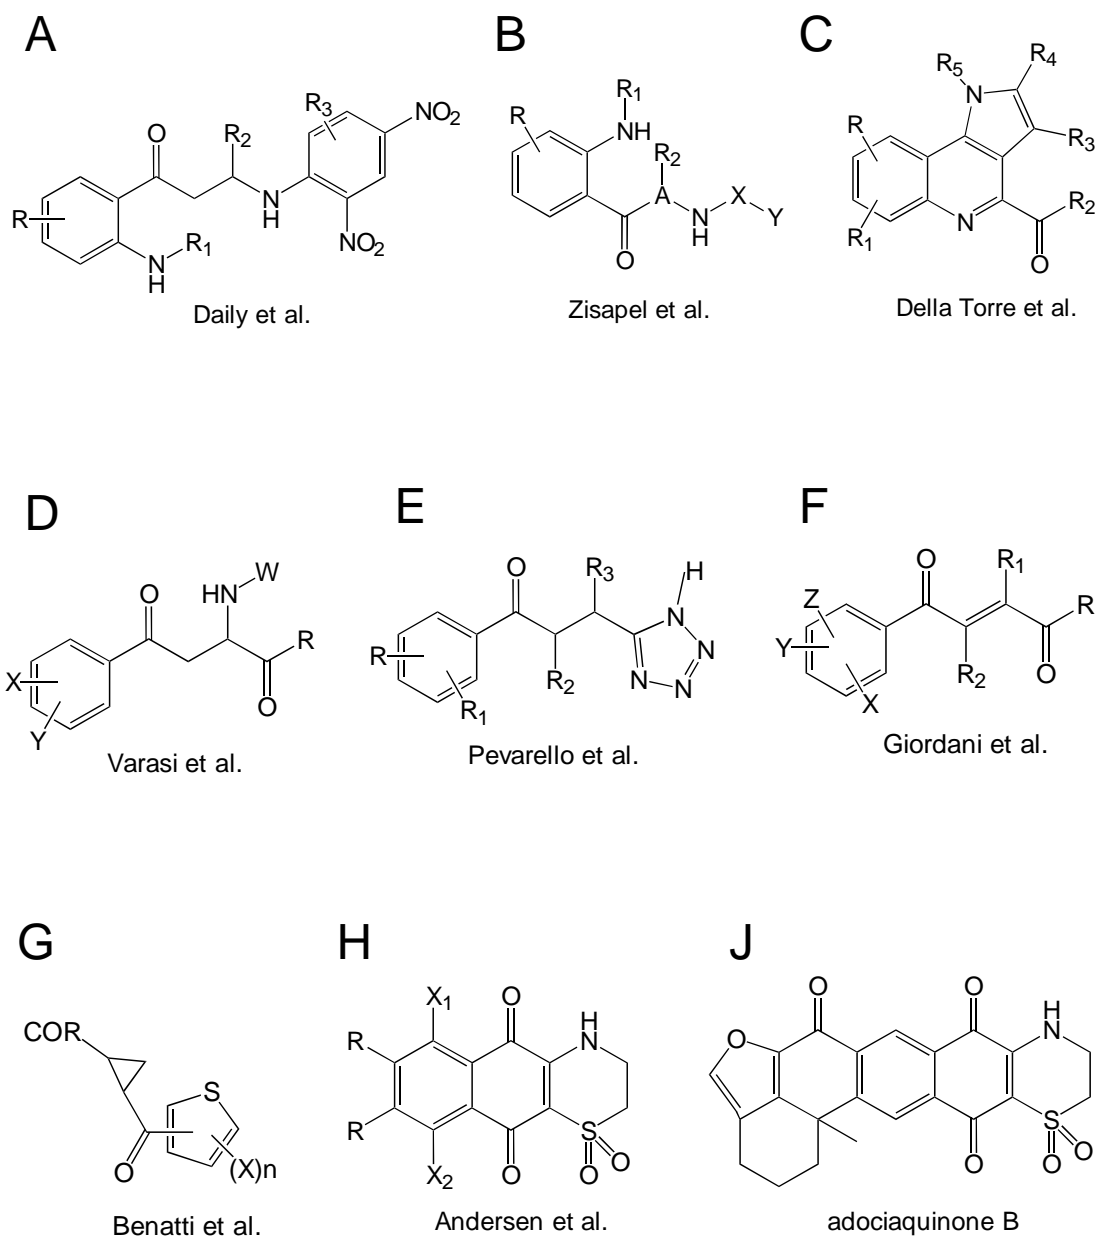 A
B
C
O
R2
R3
NO2
NO2
N
H
R
R1
N
H
Daily et al.
R
R1
NH
R2
A
N
H
X
Y
O
Zisapel et al.
R5
R4
N
R
R3
R2
N
R1
O
Della Torre et al.
D
E
F
O
HN
W
R
O
X
Y
Varasi et al.
O
R3
H
N
N
N
N
R
R2
R1
Pevarello et al.
O
R1
Z
R
Y
R2
O
X
Giordani et al.
G
H
J
COR
S
O
(X)n
Benatti et al.
X1
O
H
N
R
R
S
O
O
O
X2
Andersen et al.
O
O
H
N
O
S
O
O
O
adociaquinone B